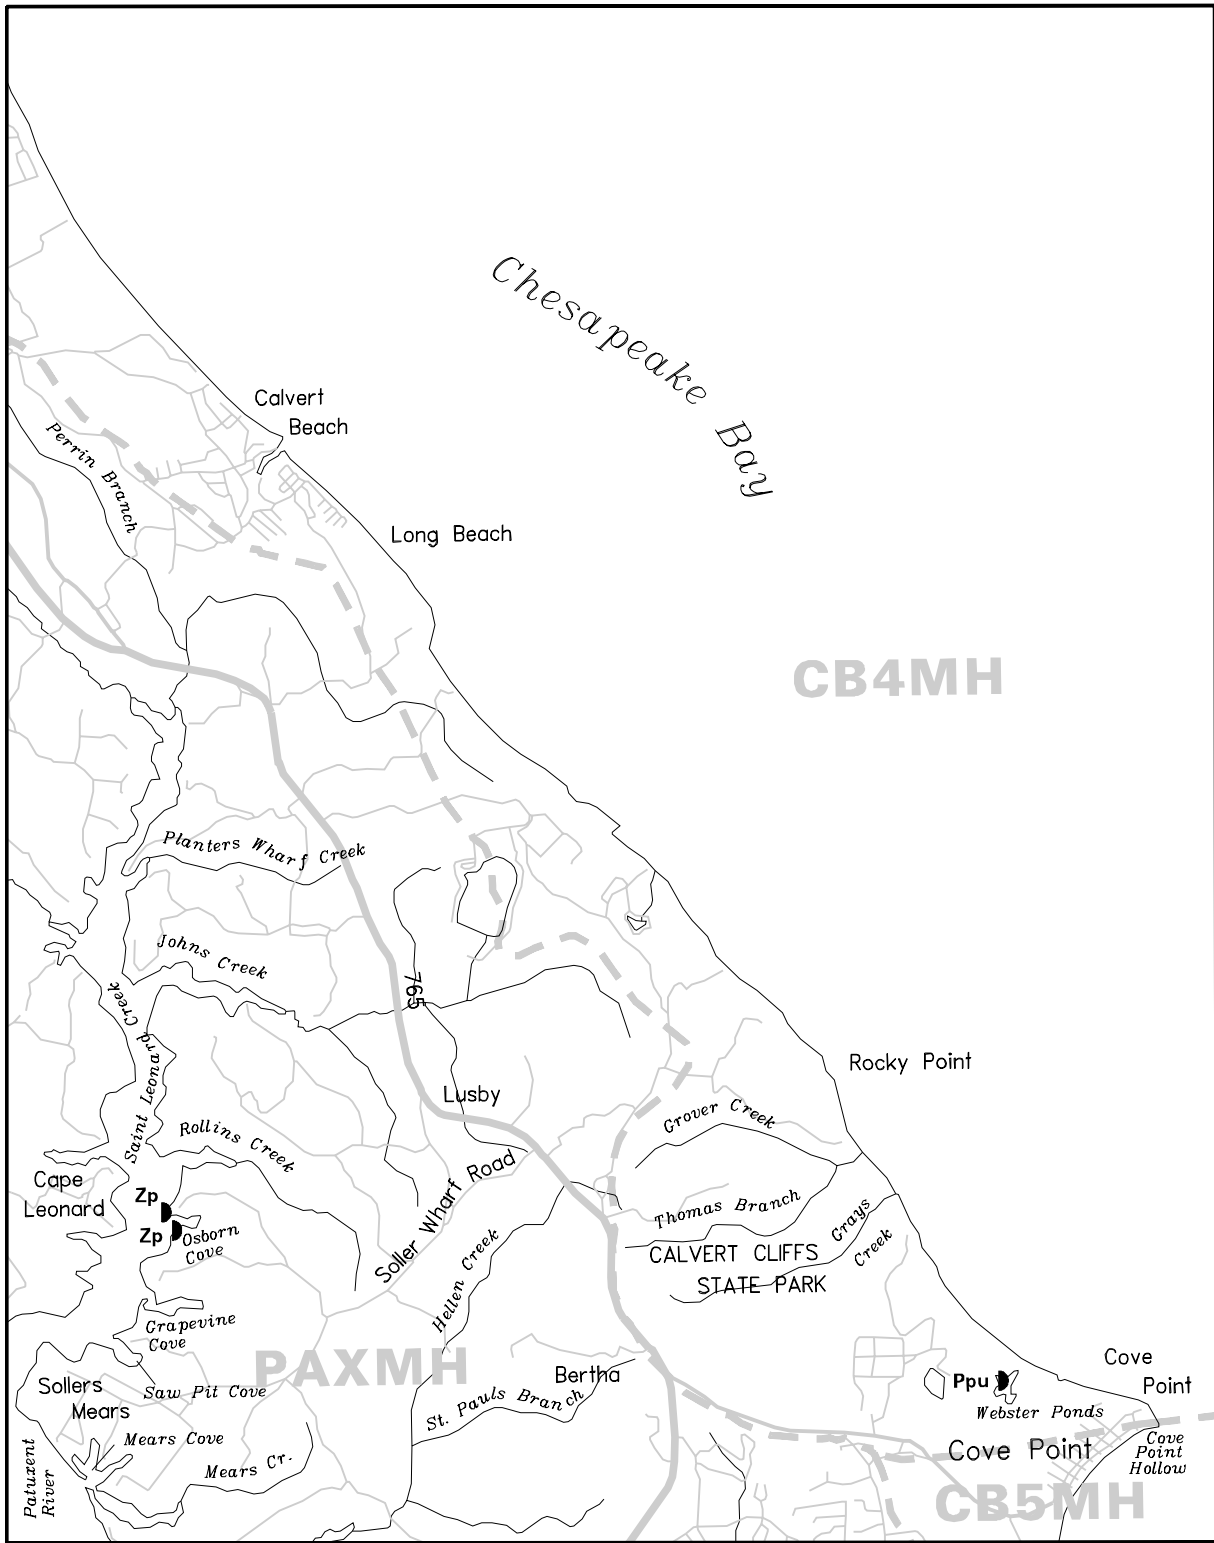 Chesapeake Bay
Calvert
Beach
Perrin Branch
Long Beach
CB4MH
Planters Wharf Creek
Johns Creek
765
Saint Leonard Creek
Rocky Point
Lusby
Grover Creek
Rollins Creek
Soller Wharf Road
Cape
Leonard
Zp
Zp
Osborn
Cove
Thomas Branch
Grays
Creek
CALVERT CLIFFS
STATE PARK
Hellen Creek
Grapevine
Cove
PAXMH
Bertha
Cove
Point
Sollers
Mears
Saw Pit Cove
Ppu
Webster Ponds
St. Pauls Branch
Mears Cove
Cove Point
Cove
Point
Hollow
Mears Cr.
Patuxent
River
CB5MH